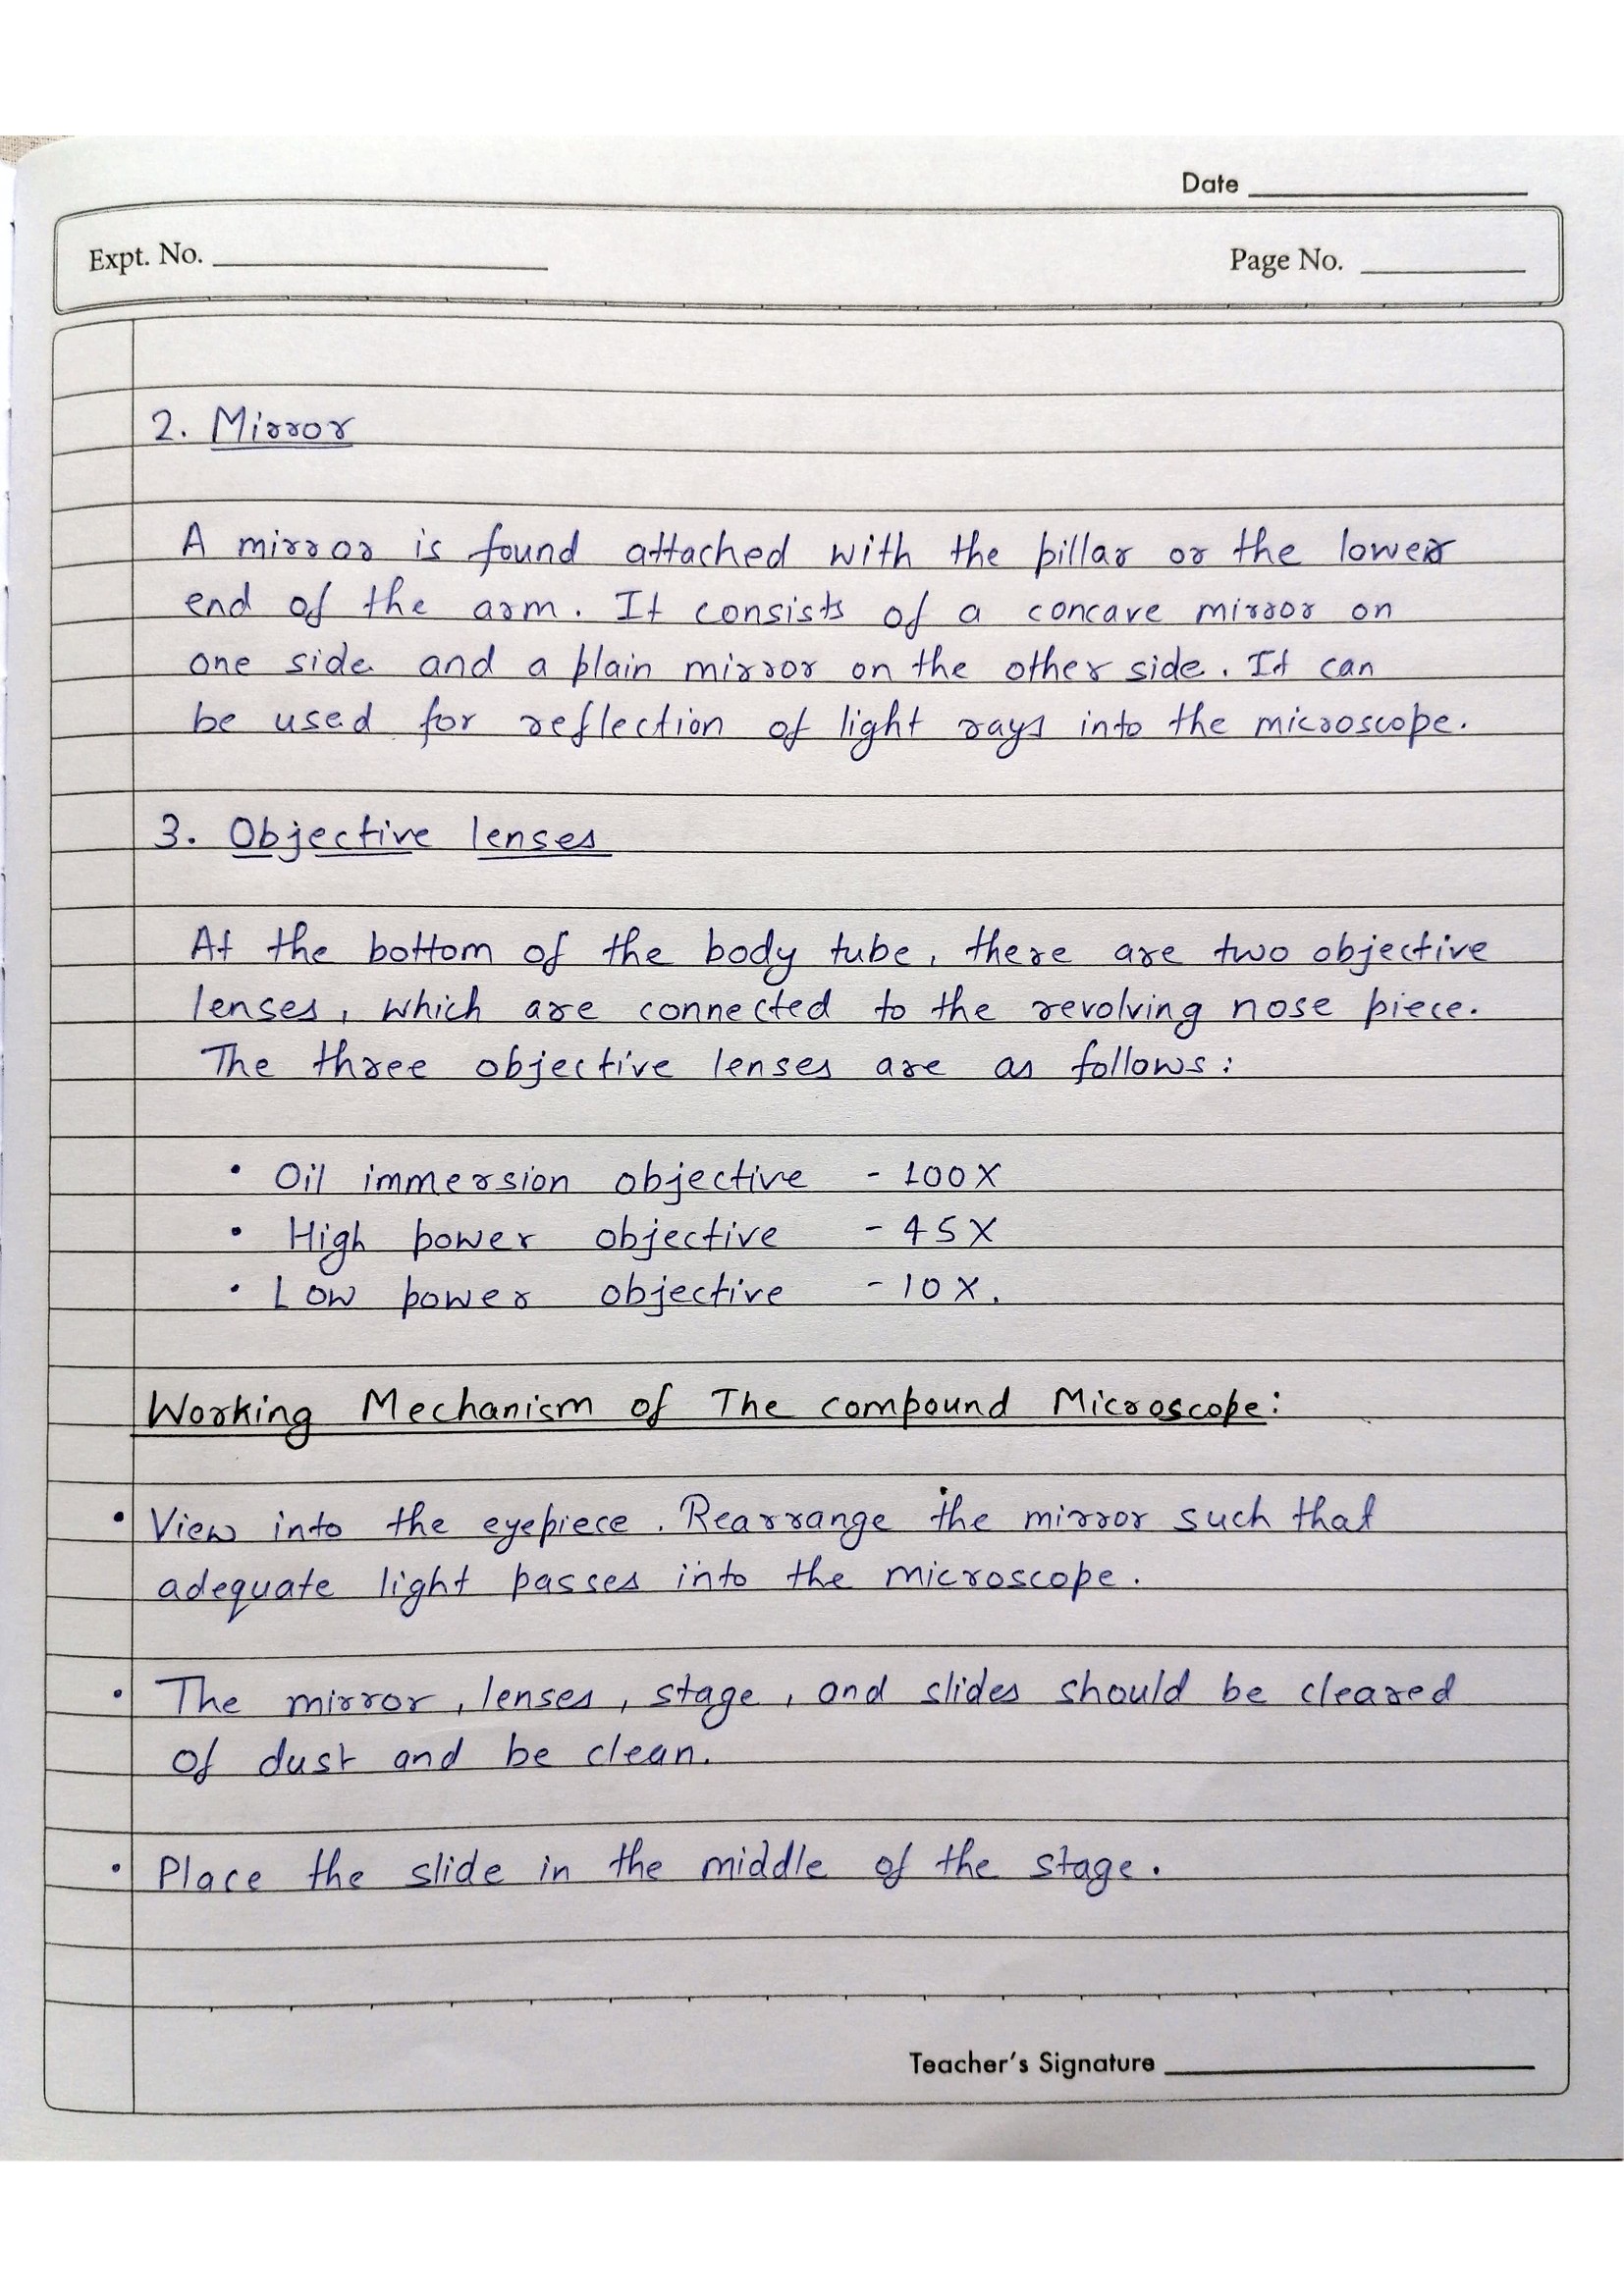 Date
Expt. No.
Page No.
2. Mirror
A mirror is found attached with the pillar or the lower
end of the arm. It consists of a concave mirror on
one side and a plain mirror on the other side. It can
be used for reflection of light rays into the microscope.
3. Objective lenses
At the bottom of the body tube, there are two objective
lenses, which are connected to the revolving nose piece.
The three objective lenses are as follows:
• Oil immersion objective - 100X
• High power objective - 45X
• Low power objective - 10X.
Working Mechanism of The compound Microscope:
• View into the eyepiece. Rearrange the mirror such that
adequate light passes into the microscope.
• The mirror, lenses, stage, and slides should be cleared
of dust and be clean.
• Place the slide in the middle of the stage.
Teacher's Signature